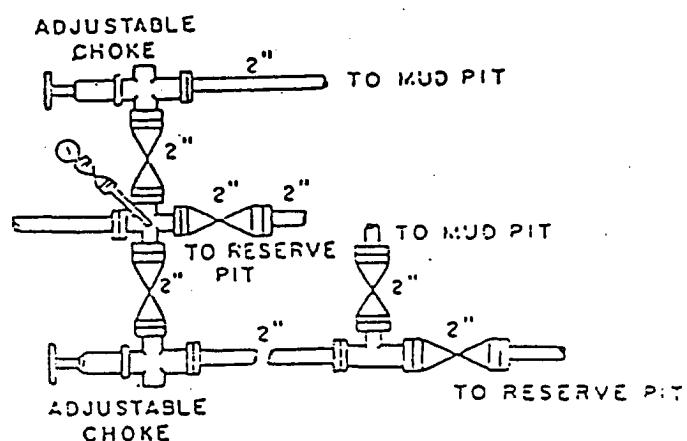 ADJUSTABLE
CHOKE
2"
TO MUD PIT
2"
2"
2"
TO RESERVE
PIT
TO MUD PIT
2"
2"
2"
2"
TO RESERVE PIT
ADJUSTABLE
CHOKE